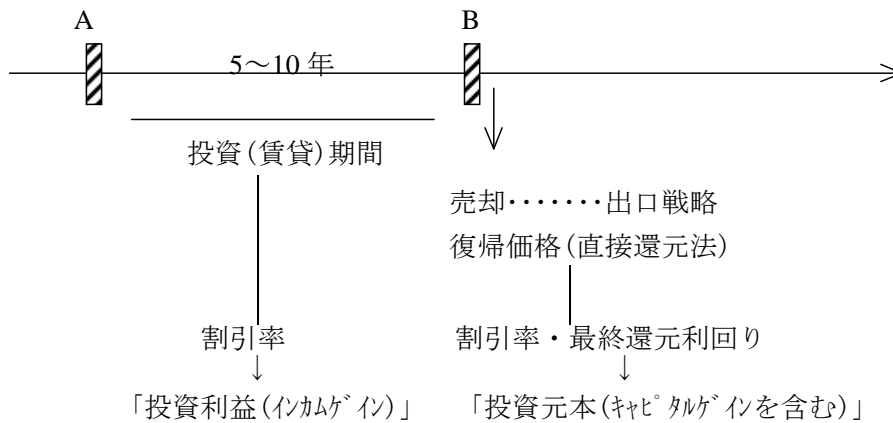 A
B
5～10 年
投資(賃貸)期間
売却‥‥‥・出口戦略
復帰価格(直接還元法)
割引率
割引率・最終還元利回り
「投資利益(ｲﾝｶﾑｹﾞｲﾝ)」
「投資元本(ｷｬﾋﾟﾀﾙｹﾞｲﾝを含む)」